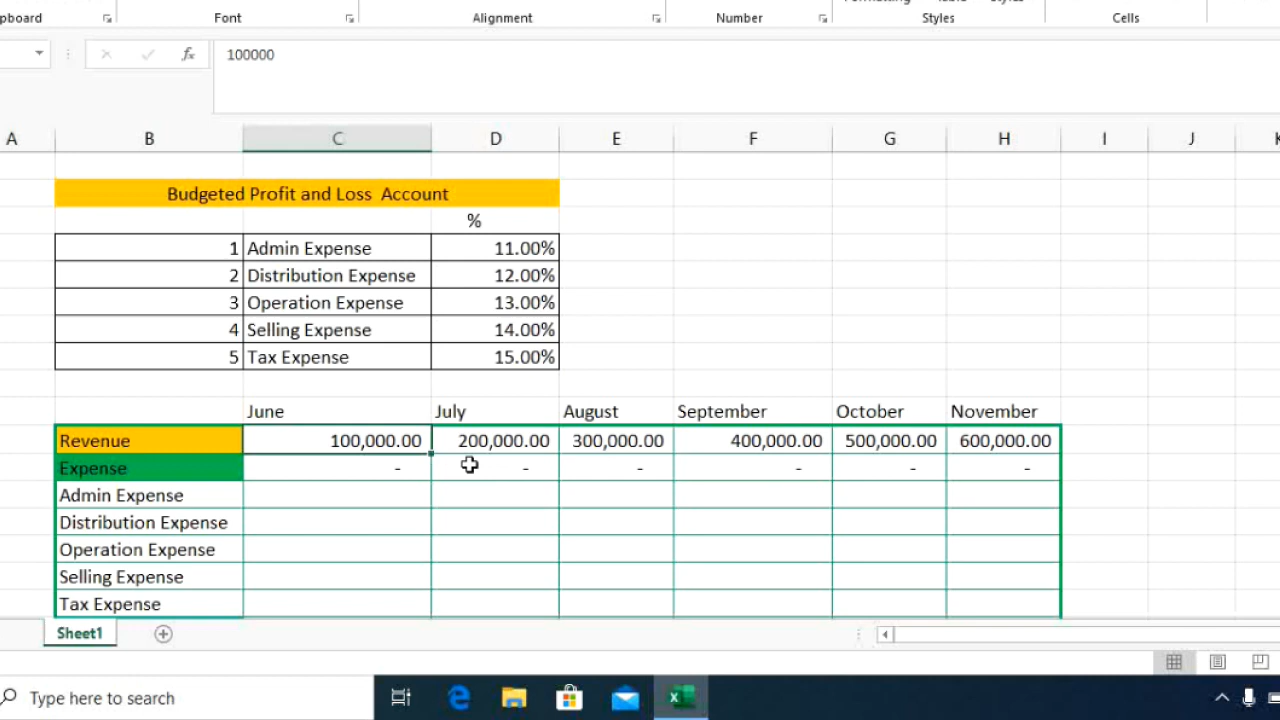 pboard Font Alignment Number Styles Cells
fx 100000
A B C D E F G H I J K
Budgeted Profit and Loss Account
%
1 Admin Expense 11.00%
2 Distribution Expense 12.00%
3 Operation Expense 13.00%
4 Selling Expense 14.00%
5 Tax Expense 15.00%
June July August September October November
Revenue 100,000.00 200,000.00 300,000.00 400,000.00 500,000.00 600,000.00
Expense - - - - - -
Admin Expense
Distribution Expense
Operation Expense
Selling Expense
Tax Expense
Sheet1
Type here to search